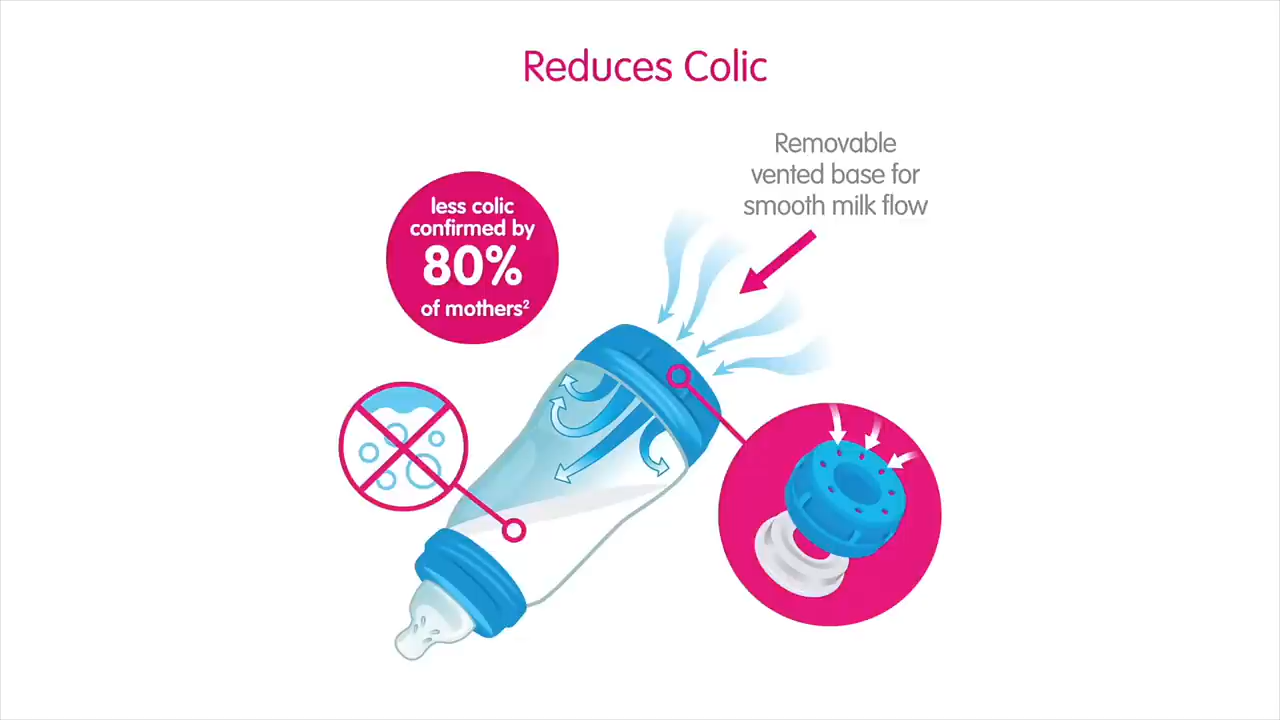 Reduces Colic
Removable
vented base for
smooth milk flow
less colic
confirmed by
80%
of mothers²